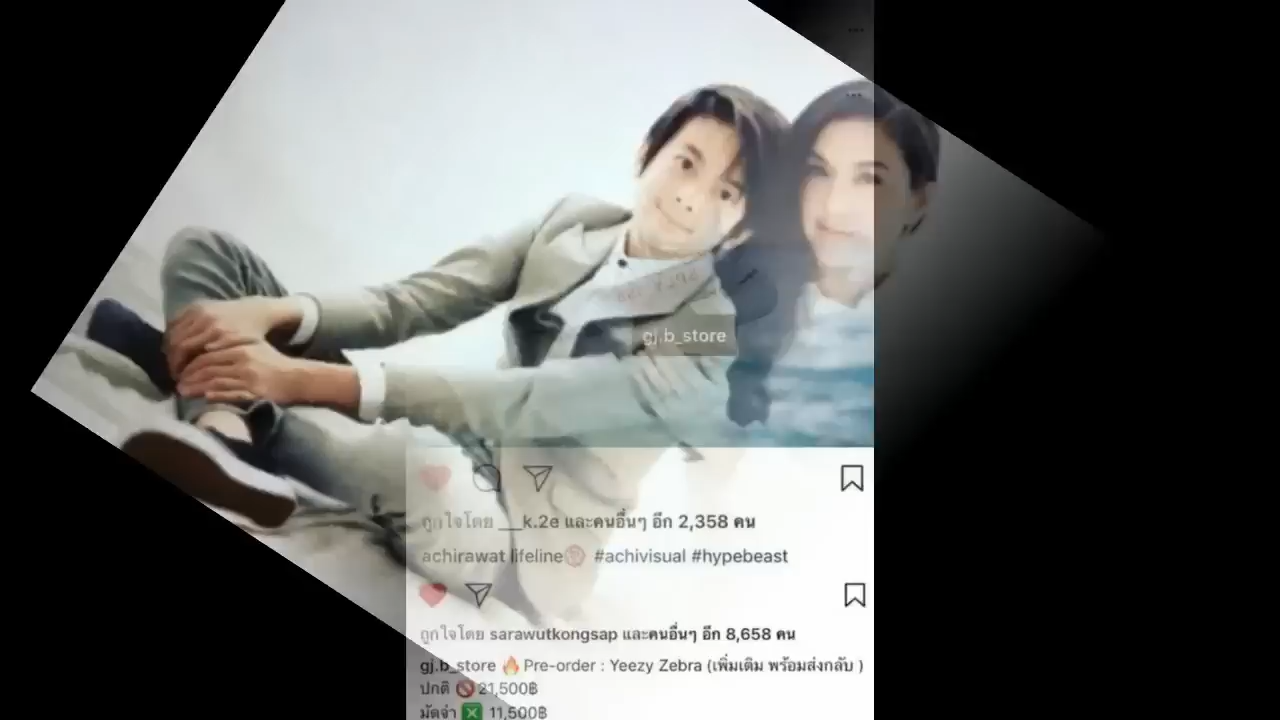 gj.b_store
ถูกใจโดย __k.2e และคนอื่นๆ อีก 2,358 คน
achirawat lifeline #achivisual #hypebeast
ถูกใจโดย sarawutkongsap และคนอื่นๆ อีก 8,658 คน
gj.b_store 🔥 Pre-order : Yeezy Zebra (เพิ่มเติม พร้อมส่งกลับ )
ปกติ 🚫 21,500฿
มัดจำ ❎ 11,500฿